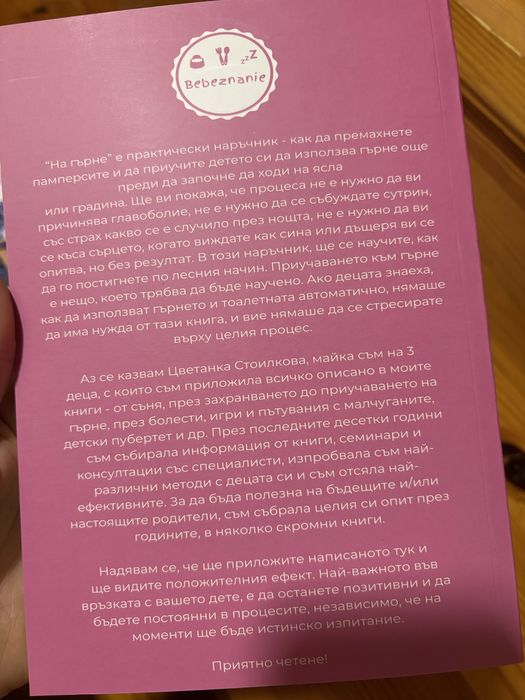 zzZ
Bebeznanie
“На гърне” е практически наръчник - как да премахнете
памперсите и да приучите детето си да използва гърне още
преди да започне да ходи на ясла
или градина. Ще ви покажа, че процеса не е нужно да ви
причинява главоболие, не е нужно да се събуждате сутрин,
със страх какво се е случило през нощта, не е нужно да ви
се къса сърцето, когато виждате как сина или дъщеря ви се
опитва, но без резултат. В този наръчник, ще се научите, как
да го постигнете по лесния начин. Приучаването към гърне
е нещо, което трябва да бъде научено. Ако децата знаеха,
как да използват гърнето и тоалетната автоматично, нямаше
да има нужда от тази книга, и вие нямаше да се стресирате
върху целия процес.
Аз се казвам Цветанка Стоилкова, майка съм на 3
деца, с които съм приложила всичко описано в моите
книги - от съня, през захранването до приучаването на
гърне, през болести, игри и пътувания с малчуганите,
детски пубертет и др. През последните десетки години
съм събирала информация от книги, семинари и
консултации със специалисти, изпробвала съм най-
различни методи с децата си и съм отсяла най-
ефективните. За да бъда полезна на бъдещите и/или
настоящите родители, съм събрала целия си опит през
годините, в няколко скромни книги.
Надявам се, че ще приложите написаното тук и
ще видите положителния ефект. Най-важното във
връзката с вашето дете, е да останете позитивни и да
бъдете постоянни в процесите, независимо, че на
моменти ще бъде истинско изпитание.
Приятно четене!